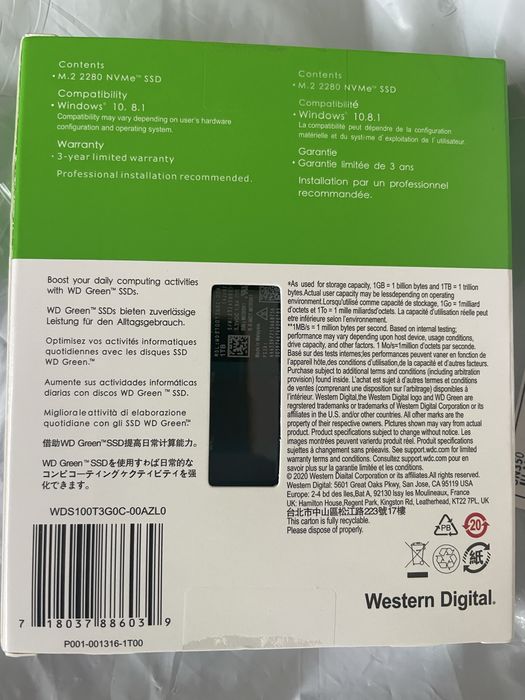 Contents
• M.2 2280 NVMe™ SSD
Compatibility
• Windows® 10, 8.1
Compatibility may vary depending on user's hardware
configuration and operating system.
Warranty
• 3-year limited warranty
Professional installation recommended.
Contents
• M.2 2280 NVMe™ SSD
Compatibilité
• Windows® 10,8.1
La compatibilité peut dépendre de la configuration
matérielle et du système d'exploitation de l'utilisateur.
Garantie
• Garantie limitée de 3 ans
Installation par un professionnel
recommandée.
Boost your daily computing activities
with WD Green™ SSDs.
WD Green™ SSDs bieten zuverlässige
Leistung für den Alltagsgebrauch.
Optimisez vos activités informatiques
quotidiennes avec les disques SSD
WD Green.™
Aumente sus actividades informáticas
diarias con discos WD Green ™ SSD.
Migliora le attività di elaborazione
quotidiane con gli SSD WD Green™
借助WD Green™SSD提高日常计算能力。
WD Green™SSDを使用すれば日常的な
コンピューティングァクティビティを強
化できます。
WDS100T3G0C-00AZL0
7 18037 88603 9
P001-001316-1T00
*As used for storage capacity, 1GB = 1 billion bytes and 1TB = 1 trillion
bytes.Actual user capacity may be lessdepending on operating
environment.Lorsqu'utilisé comme capacité de stockage, 1Go = 1milliard
d'octets et 1To = 1 mille milliardsd'octets. La capacité d'utilisation réelle peut
etre inférieure selon l'environnement.
**1MB/s = 1 million bytes per second. Based on internal testing;
performance may vary depending upon host device, usage conditions,
drive capacity, and other factors. 1 Mo/s=1million d'octets par seconde.
Basé sur des tests internes;les performances peuvent varier en fonction de
l'appareil hôte,des conditions d'utilisation,de la capacité et d'autres facteurs.
Purchase subject to additional terms and conditions (including arbitration
provision) found inside. L'achat est sujet à d'autres termes et conditions
de ventes (comprenant une disposition sur l'arbitrage) disponibles à
l'intérieur. Western Digital,the Western Digital logo and WD Green are
regrstered trademarks or trademarks of Western Digital Corporation or its
affiliates in the U.S. and/or other countries. All other marks are the
property of their respective owners. Pictures shown may vary from actual
product. Product specifications subject to change without notice. Les
images montrées peuvent varierdu produit réel. Product spécifications
sujettes à changement sans préaveis. See support.wdc.com for limited
warranty terms and conditions. Veuillez consulter support.wdc.com pour en
savoir plus sur la garantie limitée et les conditions.
© 2020 Western Daiital Corporation or its affiliates.All rights reserved.
Western Digital: 5601 Great Oaks Pkwy, San Jose, CA 95119 USA
Europe: 2-4 bd des lles,Bat A, 92130 Issy les Moulineaux, France
UK: Hamilton House,Regent Park, Kingston Rd, Leatherhead, KT22 7PL, UK
台北市中山區松江路223號17樓
This carton is fully recyclable.
Please dispose of properly.
PB
20
紙
Western Digital.